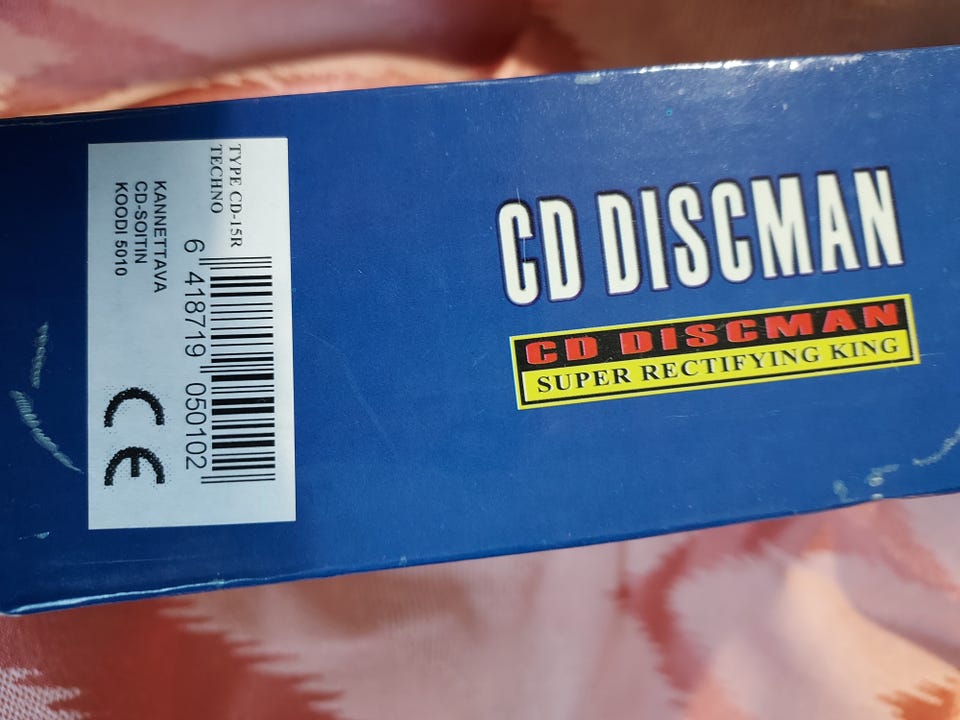 CD DISCMAN
CD DISCMAN
SUPER RECTIFYING KING
TYPE CD-15R
TECHNO
6 418719 050102
KANNETTAVA
CD-SOITIN
KOODI 5010
CE